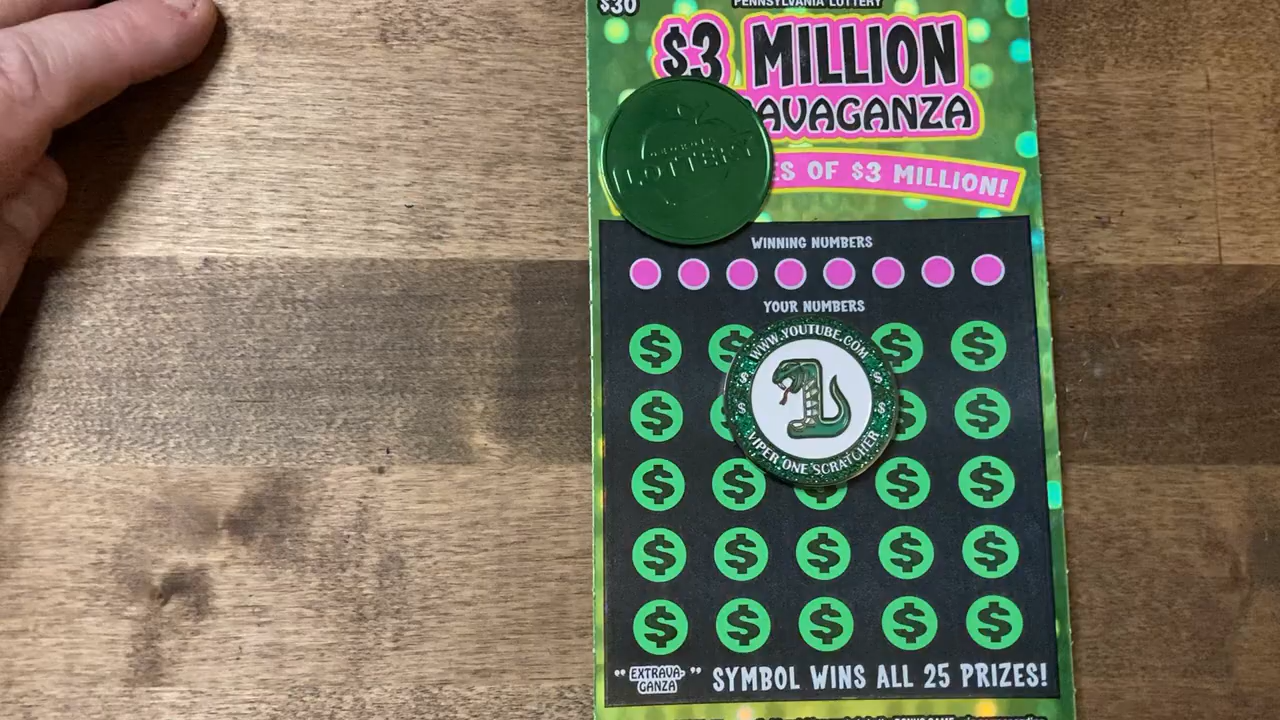 $30
PENNSYLVANIA LOTTERY
$3 MILLION
AVAGANZA
ES OF $3 MILLION!
LOTTERY
WINNING NUMBERS
YOUR NUMBERS
WWW.YOUTUBE.COM
VIPER ONE SCRATCHER
"EXTRAVA-
GANZA" SYMBOL WINS ALL 25 PRIZES!